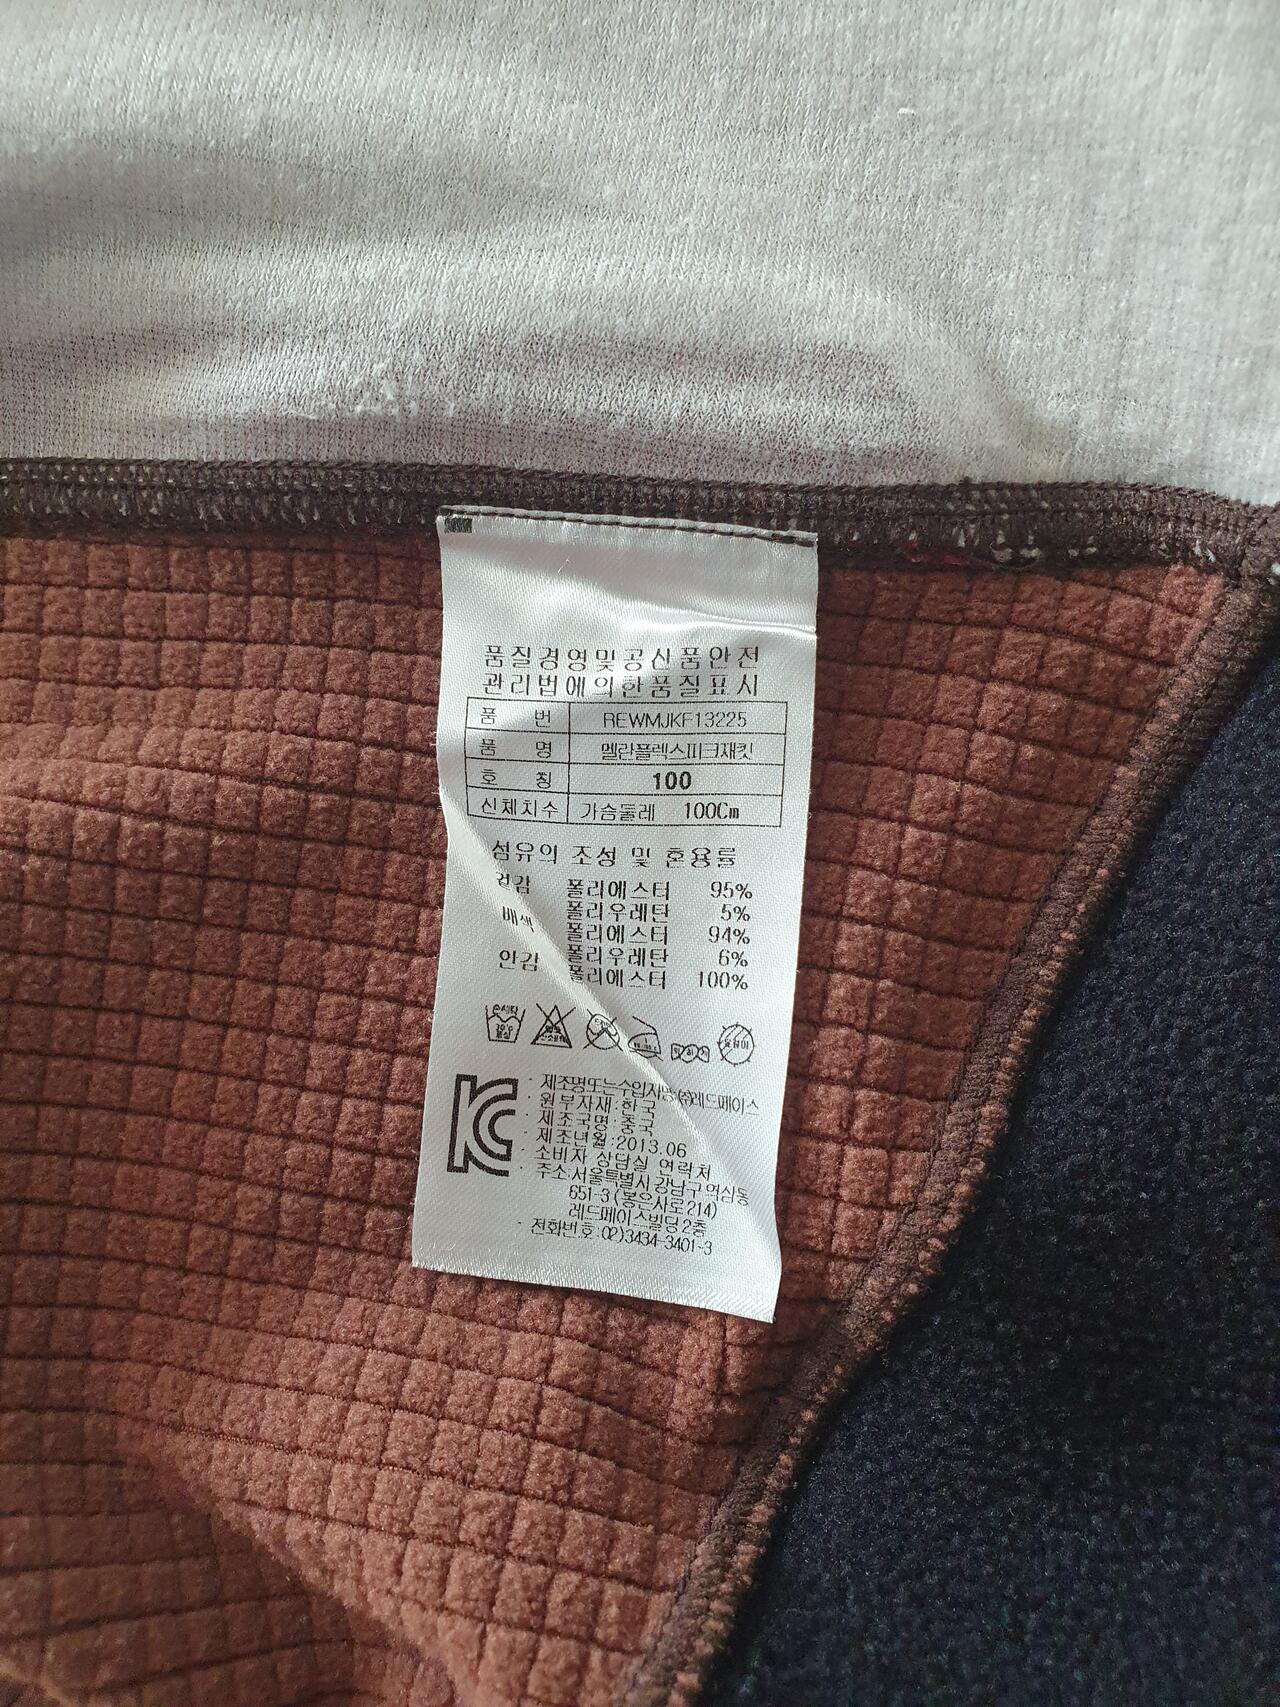 품질경영및공산품안전
관리법에의한품질표시
품 번 REWMJKF13225
품 명 멜란플렉스피크재킷
호 칭 100
신체치수 가슴둘레 100Cm
섬유의 조성 및 혼용률
겉감 폴리에스터 95%
폴리우레탄 5%
배색 폴리에스터 94%
폴리우레탄 6%
안감 폴리에스터 100%
손세탁
30℃
중성
KC
· 제조명또는수입자명:㈜레드페이스
· 원부자재:한국
· 제조국명:중국
· 제조년월:2013.06
· 소비자 상담실 연락처
· 주소:서울특별시 강남구 역삼동
651-3 (봉은사로214)
레드페이스빌딩 2층
· 전화번호:02)3434-3401-3